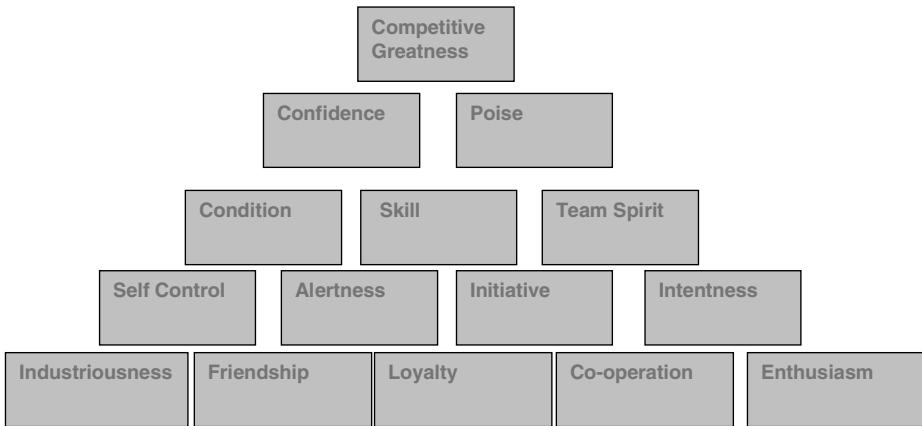 Competitive
Greatness
Confidence
Poise
Condition
Skill
Team Spirit
Self Control
Alertness
Initiative
Intentness
Industriousness
Friendship
Loyalty
Co-operation
Enthusiasm